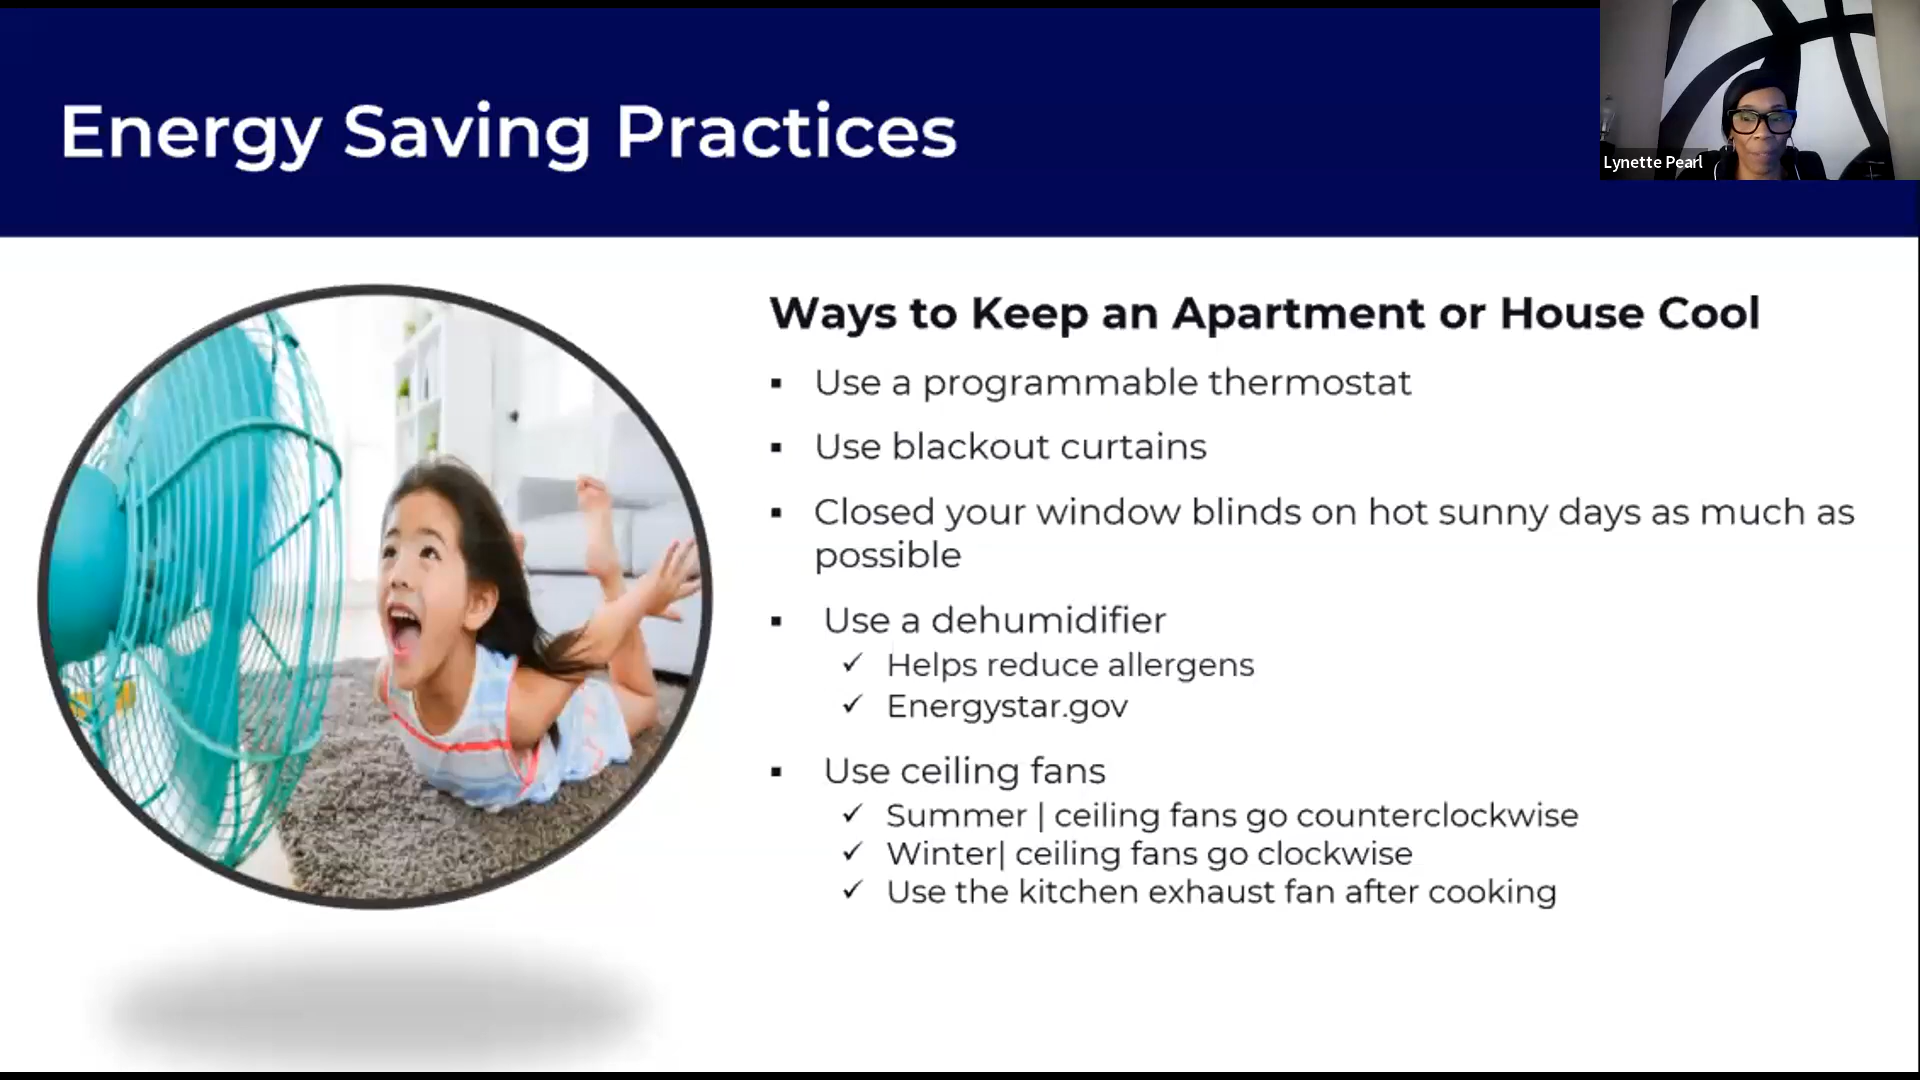 Energy Saving Practices
Lynette Pearl
Ways to Keep an Apartment or House Cool
▪ Use a programmable thermostat
▪ Use blackout curtains
▪ Closed your window blinds on hot sunny days as much as
possible
▪ Use a dehumidifier
✓ Helps reduce allergens
✓ Energystar.gov
▪ Use ceiling fans
✓ Summer | ceiling fans go counterclockwise
✓ Winter| ceiling fans go clockwise
✓ Use the kitchen exhaust fan after cooking